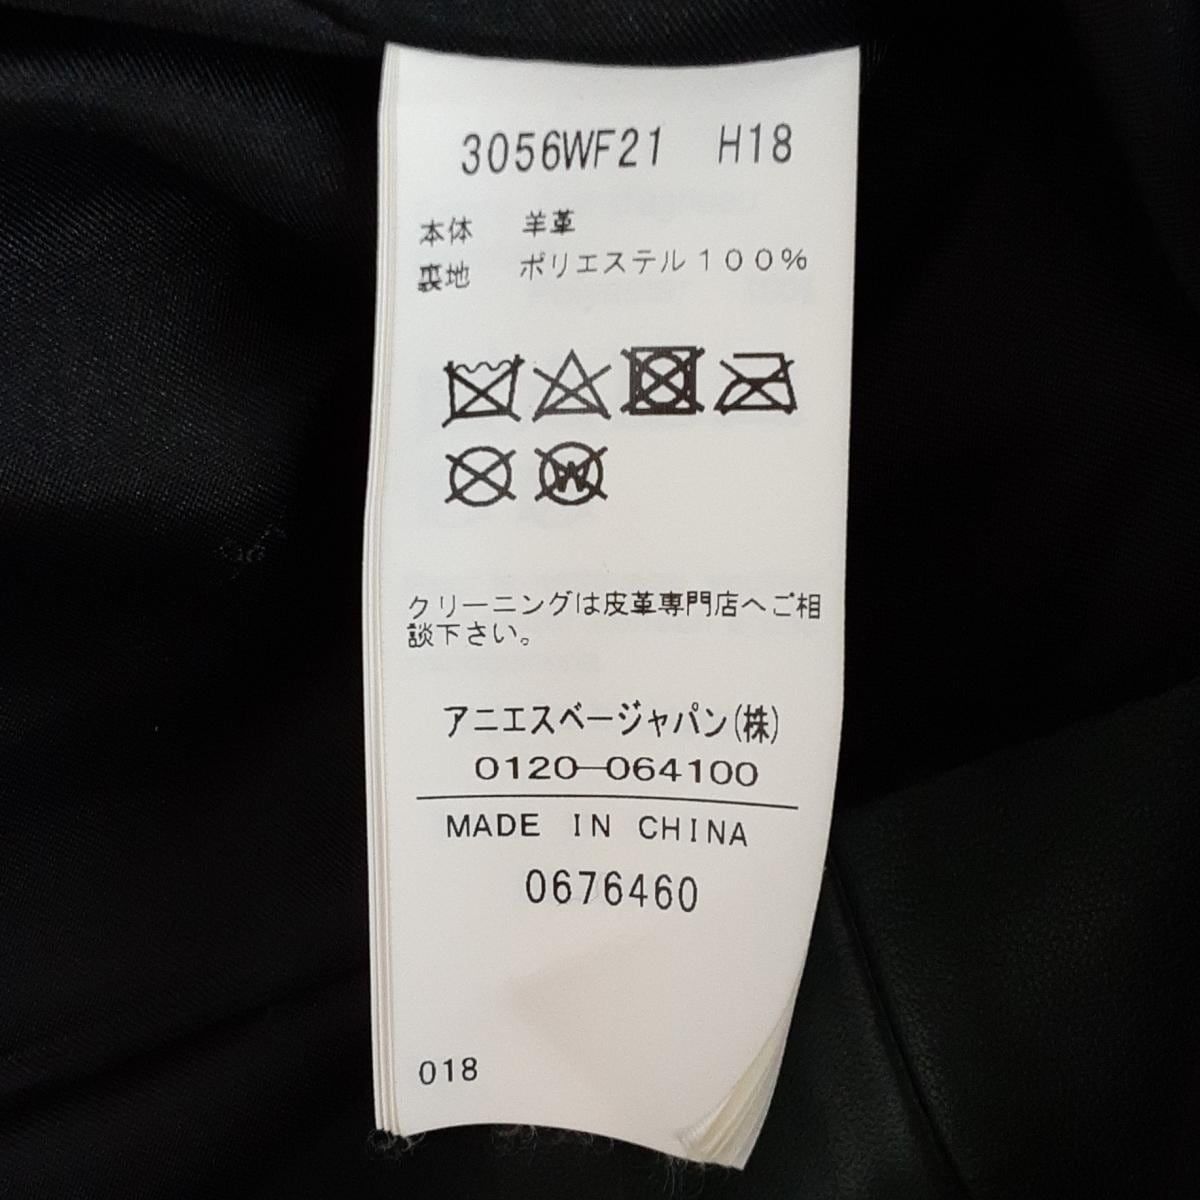 3056WF21 H18
本体 羊革
裏地 ポリエステル１００％
W
クリーニングは皮革専門店へご相
談下さい。
アニエスベージャパン(株)
0120-064100
MADE IN CHINA
0676460
018